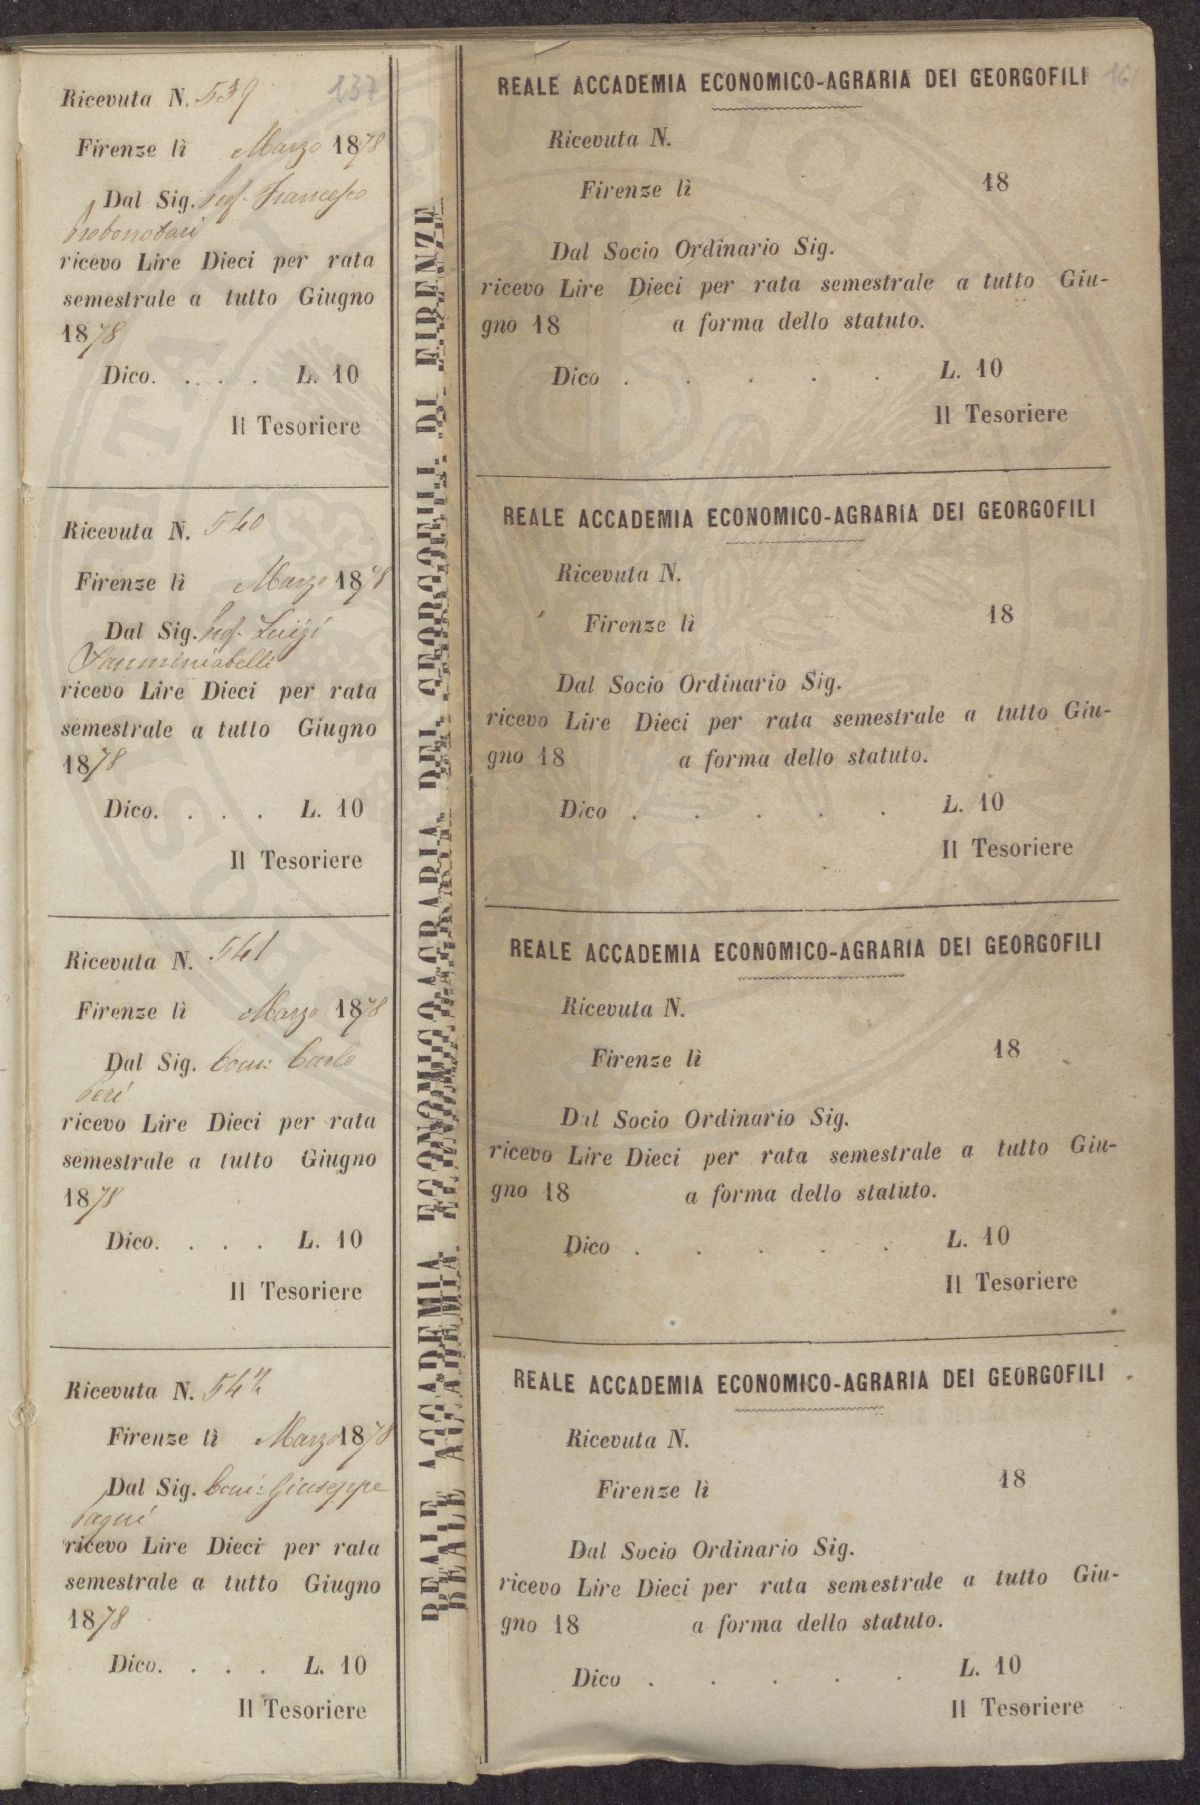 137
Ricevuta N. 539
Firenze lì Marzo 1878
Dal Sig. Prof. Francesco
Protonotari
ricevo Lire Dieci per rata
semestrale a tutto Giugno
1878
Dico. . . . . L. 10
Il Tesoriere
Ricevuta N. 540
Firenze lì Marzo 1878
Dal Sig. Prof. Luigi
Sanminiatelli
ricevo Lire Dieci per rata
semestrale a tutto Giugno
1878
Dico. . . . L. 10
Il Tesoriere
Ricevuta N. 541
Firenze lì Marzo 1878
Dal Sig. Com: Carlo
Peri
ricevo Lire Dieci per rata
semestrale a tutto Giugno
1878
Dico. . . . L. 10
Il Tesoriere
Ricevuta N. 542
Firenze lì Marzo 1878
Dal Sig. Com: Giuseppe
ricevo Lire Dieci per rata
semestrale a tutto Giugno
1878
Dico. . . . L. 10
Il Tesoriere
REALE ACCADEMIA ECONOMICO-AGRARIA DEI GEORGOFILI DI FIRENZE
REALE ACCADEMIA
REALE ACCADEMIA ECONOMICO-AGRARIA DEI GEORGOFILI
Ricevuta N.
Firenze lì 18
Dal Socio Ordinario Sig.
ricevo Lire Dieci per rata semestrale a tutto Giu-
gno 18 a forma dello statuto.
Dico . . . . . L. 10
Il Tesoriere
REALE ACCADEMIA ECONOMICO-AGRARIA DEI GEORGOFILI
Ricevuta N.
Firenze lì 18
Dal Socio Ordinario Sig.
ricevo Lire Dieci per rata semestrale a tutto Giu-
gno 18 a forma dello statuto.
Dico . . . . . L. 10
Il Tesoriere
REALE ACCADEMIA ECONOMICO-AGRARIA DEI GEORGOFILI
Ricevuta N.
Firenze lì 18
Dal Socio Ordinario Sig.
ricevo Lire Dieci per rata semestrale a tutto Giu-
gno 18 a forma dello statuto.
Dico . . . . . L. 10
Il Tesoriere
REALE ACCADEMIA ECONOMICO-AGRARIA DEI GEORGOFILI
Ricevuta N.
Firenze lì 18
Dal Socio Ordinario Sig.
ricevo Lire Dieci per rata semestrale a tutto Giu-
gno 18 a forma dello statuto.
Dico . . . . . L. 10
Il Tesoriere